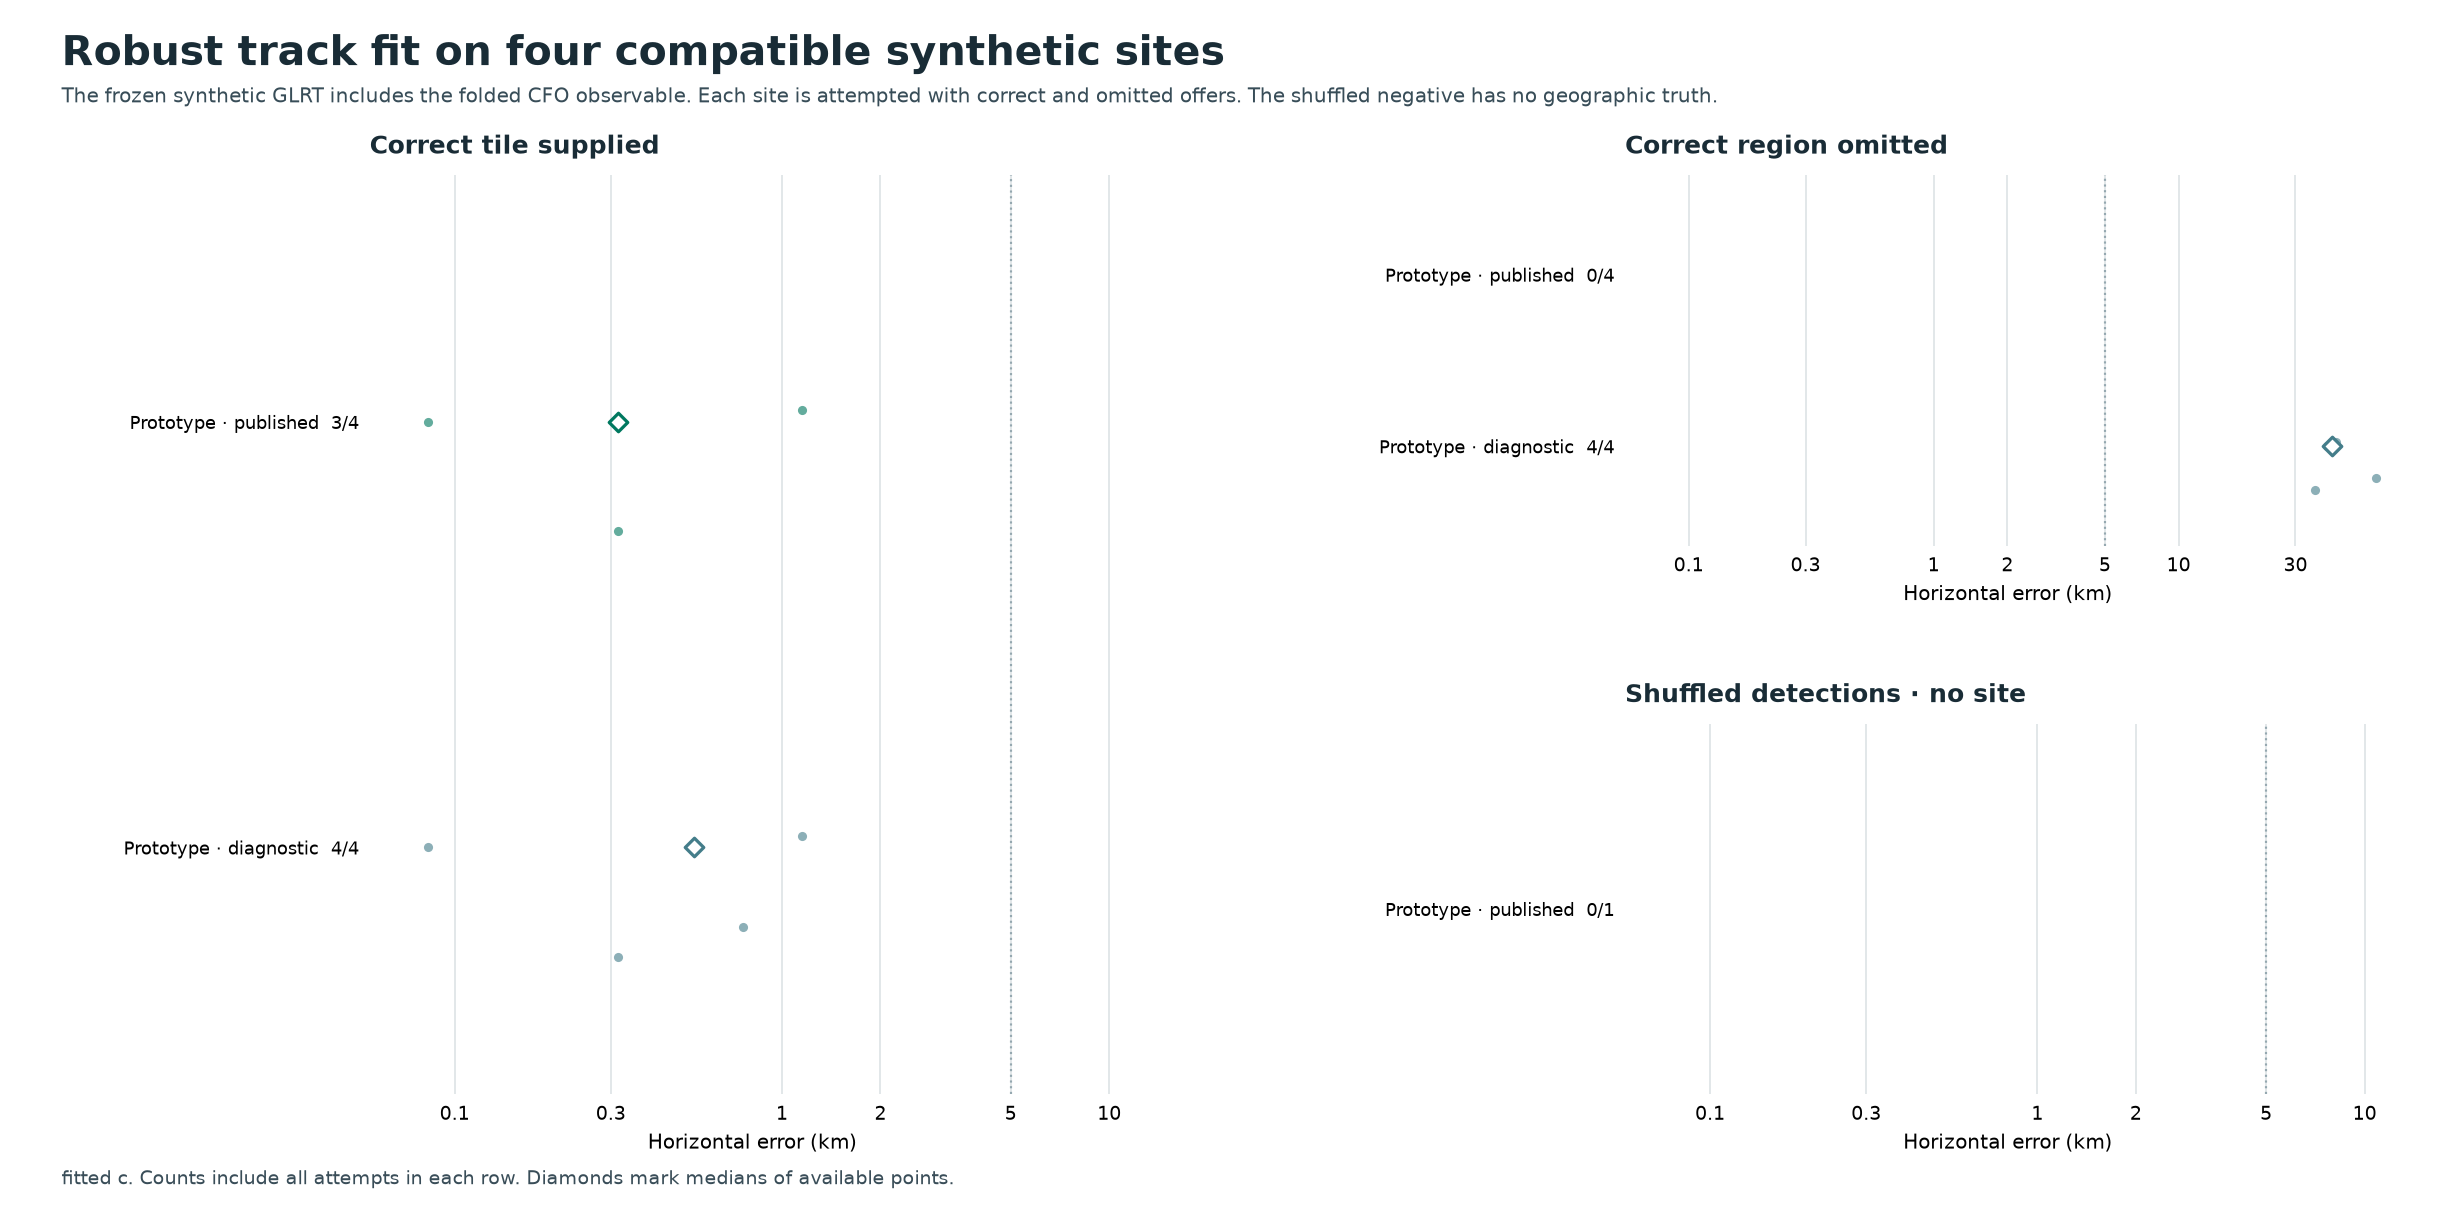 Robust track fit on four compatible synthetic sites
The frozen synthetic GLRT includes the folded CFO observable. Each site is attempted with correct and omitted offers. The shuffled negative has no geographic truth.
Correct tile supplied
Prototype · published 3/4
Prototype · diagnostic 4/4
0.1 0.3 1 2 5 10
Horizontal error (km)
Correct region omitted
Prototype · published 0/4
Prototype · diagnostic 4/4
0.1 0.3 1 2 5 10 30
Horizontal error (km)
Shuffled detections · no site
Prototype · published 0/1
0.1 0.3 1 2 5 10
Horizontal error (km)
fitted c. Counts include all attempts in each row. Diamonds mark medians of available points.